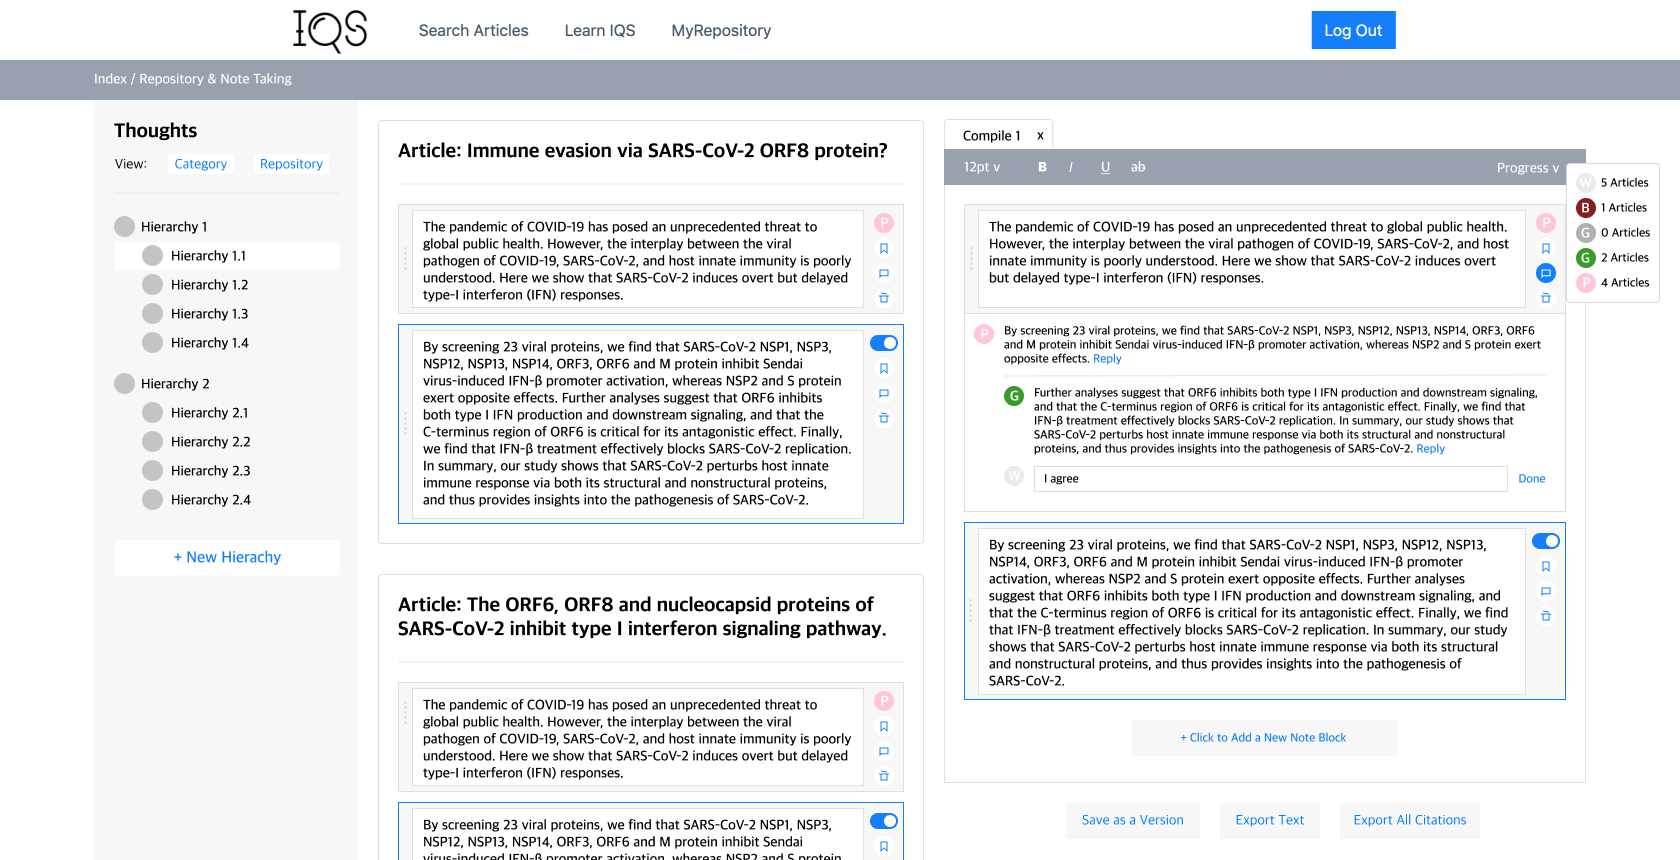 IQS
Search Articles
Learn IQS
MyRepository
Log Out
Index / Repository & Note Taking
Thoughts
View:
Category
Repository
Hierarchy 1
Hierarchy 1.1
Hierarchy 1.2
Hierarchy 1.3
Hierarchy 1.4
Hierarchy 2
Hierarchy 2.1
Hierarchy 2.2
Hierarchy 2.3
Hierarchy 2.4
+ New Hierachy
Article: Immune evasion via SARS-CoV-2 ORF8 protein?
The pandemic of COVID-19 has posed an unprecedented threat to
global public health. However, the interplay between the viral
pathogen of COVID-19, SARS-CoV-2, and host innate immunity is poorly
understood. Here we show that SARS-CoV-2 induces overt but delayed
type-I interferon (IFN) responses.
P
By screening 23 viral proteins, we find that SARS-CoV-2 NSP1, NSP3,
NSP12, NSP13, NSP14, ORF3, ORF6 and M protein inhibit Sendai
virus-induced IFN-β promoter activation, whereas NSP2 and S protein
exert opposite effects. Further analyses suggest that ORF6 inhibits
both type I IFN production and downstream signaling, and that the
C-terminus region of ORF6 is critical for its antagonistic effect. Finally,
we find that IFN-β treatment effectively blocks SARS-CoV-2 replication.
In summary, our study shows that SARS-CoV-2 perturbs host innate
immune response via both its structural and nonstructural proteins,
and thus provides insights into the pathogenesis of SARS-CoV-2.
Article: The ORF6, ORF8 and nucleocapsid proteins of
SARS-CoV-2 inhibit type I interferon signaling pathway.
The pandemic of COVID-19 has posed an unprecedented threat to
global public health. However, the interplay between the viral
pathogen of COVID-19, SARS-CoV-2, and host innate immunity is poorly
understood. Here we show that SARS-CoV-2 induces overt but delayed
type-I interferon (IFN) responses.
P
By screening 23 viral proteins, we find that SARS-CoV-2 NSP1, NSP3,
NSP12, NSP13, NSP14, ORF3, ORF6 and M protein inhibit Sendai
virus-induced IFN-β promoter activation, whereas NSP2 and S protein
Compile 1 x
12pt v
B
I
U
ab
Progress v
W 5 Articles
B 1 Articles
G 0 Articles
G 2 Articles
P 4 Articles
The pandemic of COVID-19 has posed an unprecedented threat to global public health.
However, the interplay between the viral pathogen of COVID-19, SARS-CoV-2, and host
innate immunity is poorly understood. Here we show that SARS-CoV-2 induces overt
but delayed type-I interferon (IFN) responses.
P
P
By screening 23 viral proteins, we find that SARS-CoV-2 NSP1, NSP3, NSP12, NSP13, NSP14, ORF3, ORF6
and M protein inhibit Sendai virus-induced IFN-β promoter activation, whereas NSP2 and S protein exert
opposite effects. Reply
G
Further analyses suggest that ORF6 inhibits both type I IFN production and downstream signaling,
and that the C-terminus region of ORF6 is critical for its antagonistic effect. Finally, we find that
IFN-β treatment effectively blocks SARS-CoV-2 replication. In summary, our study shows that
SARS-CoV-2 perturbs host innate immune response via both its structural and nonstructural
proteins, and thus provides insights into the pathogenesis of SARS-CoV-2. Reply
W
I agree
Done
By screening 23 viral proteins, we find that SARS-CoV-2 NSP1, NSP3, NSP12, NSP13,
NSP14, ORF3, ORF6 and M protein inhibit Sendai virus-induced IFN-β promoter
activation, whereas NSP2 and S protein exert opposite effects. Further analyses
suggest that ORF6 inhibits both type I IFN production and downstream signaling, and
that the C-terminus region of ORF6 is critical for its antagonistic effect. Finally, we find
that IFN-β treatment effectively blocks SARS-CoV-2 replication. In summary, our study
shows that SARS-CoV-2 perturbs host innate immune response via both its structural
and nonstructural proteins, and thus provides insights into the pathogenesis of
SARS-CoV-2.
+ Click to Add a New Note Block
Save as a Version
Export Text
Export All Citations